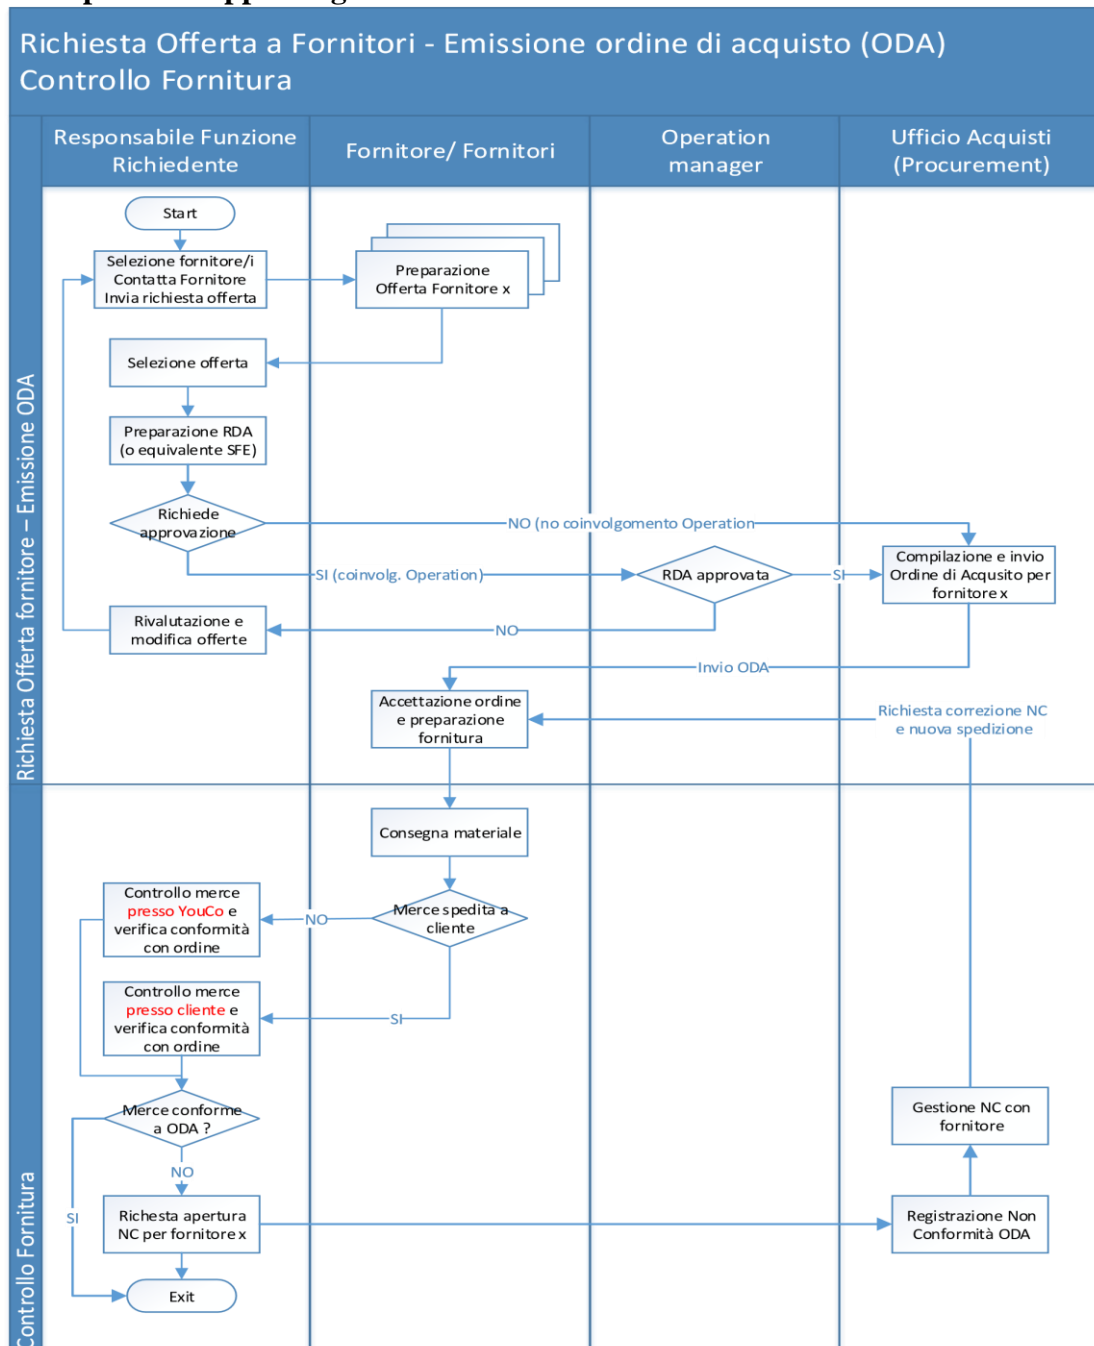 Richiesta Offerta a Fornitori - Emissione ordine di acquisto (ODA)
Controllo Fornitura
Responsabile Funzione
Richiedente
Fornitore/ Fornitori
Operation
manager
Ufficio Acquisti
(Procurement)
Richiesta Offerta fornitore – Emissione ODA
Start
Selezione fornitore/i
Contatta Fornitore
Invia richiesta offerta
Preparazione
Offerta Fornitore x
Selezione offerta
Preparazione RDA
(o equivalente SFE)
Richiede
approvazione
NO (no coinvolgomento Operation
SI (coinvolg. Operation)
RDA approvata
SI
Compilazione e invio
Ordine di Acqusito per
fornitore x
Rivalutazione e
modifica offerte
NO
Invio ODA
Accettazione ordine
e preparazione
fornitura
Richiesta correzione NC
e nuova spedizione
Controllo Fornitura
Consegna materiale
Merce spedita a
cliente
NO
Controllo merce
presso YouCo e
verifica conformità
con ordine
SI
Controllo merce
presso cliente e
verifica conformità
con ordine
Merce conforme
a ODA ?
NO
SI
Richesta apertura
NC per fornitore x
Exit
Gestione NC con
fornitore
Registrazione Non
Conformità ODA